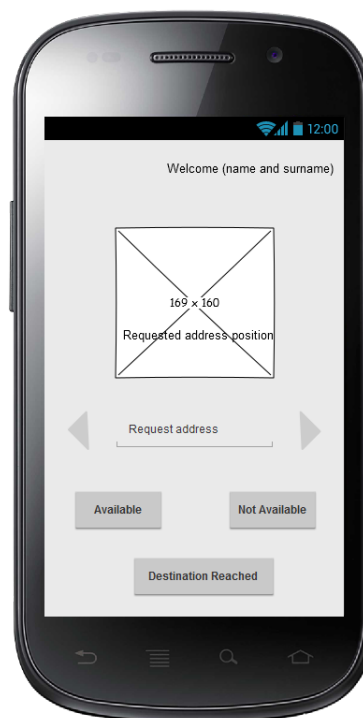 12:00
Welcome (name and surname)
169 x 160
Requested address position
Request address
Available
Not Available
Destination Reached